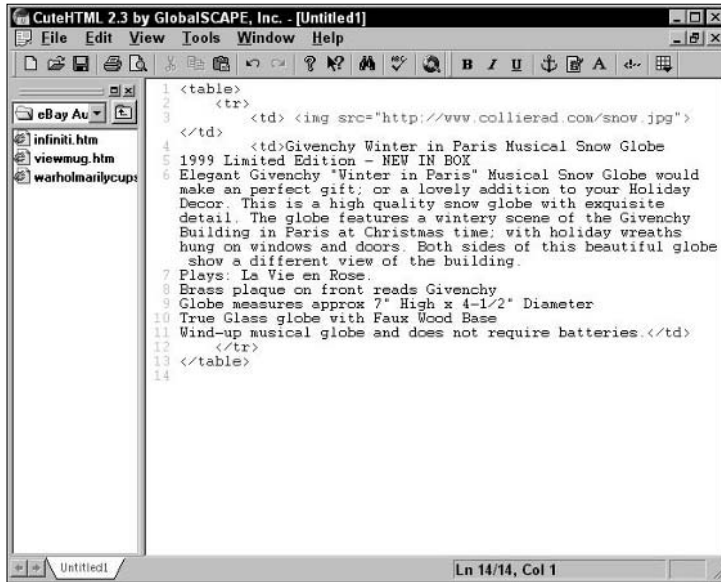 CuteHTML 2.3 by GlobalSCAPE, Inc. - [Untitled1]
File Edit View Tools Window Help
B I U A
eBay Au
infiniti.htm
viewmug.htm
warholmarilycups
1 <table>
2 <tr>
3 <td> <img src="http://www.collierad.com/snow.jpg">
</td>
4 <td>Givenchy Winter in Paris Musical Snow Globe
5 1999 Limited Edition - NEW IN BOX
6 Elegant Givenchy "Winter in Paris" Musical Snow Globe would
make an perfect gift; or a lovely addition to your Holiday
Decor. This is a high quality snow globe with exquisite
detail. The globe features a wintery scene of the Givenchy
Building in Paris at Christmas time; with holiday wreaths
hung on windows and doors. Both sides of this beautiful globe
show a different view of the building.
7 Plays: La Vie en Rose.
8 Brass plaque on front reads Givenchy
9 Globe measures approx 7" High x 4-1/2" Diameter
10 True Glass globe with Faux Wood Base
11 Wind-up musical globe and does not require batteries.</td>
12 </tr>
13 </table>
14
Untitled1
Ln 14/14, Col 1